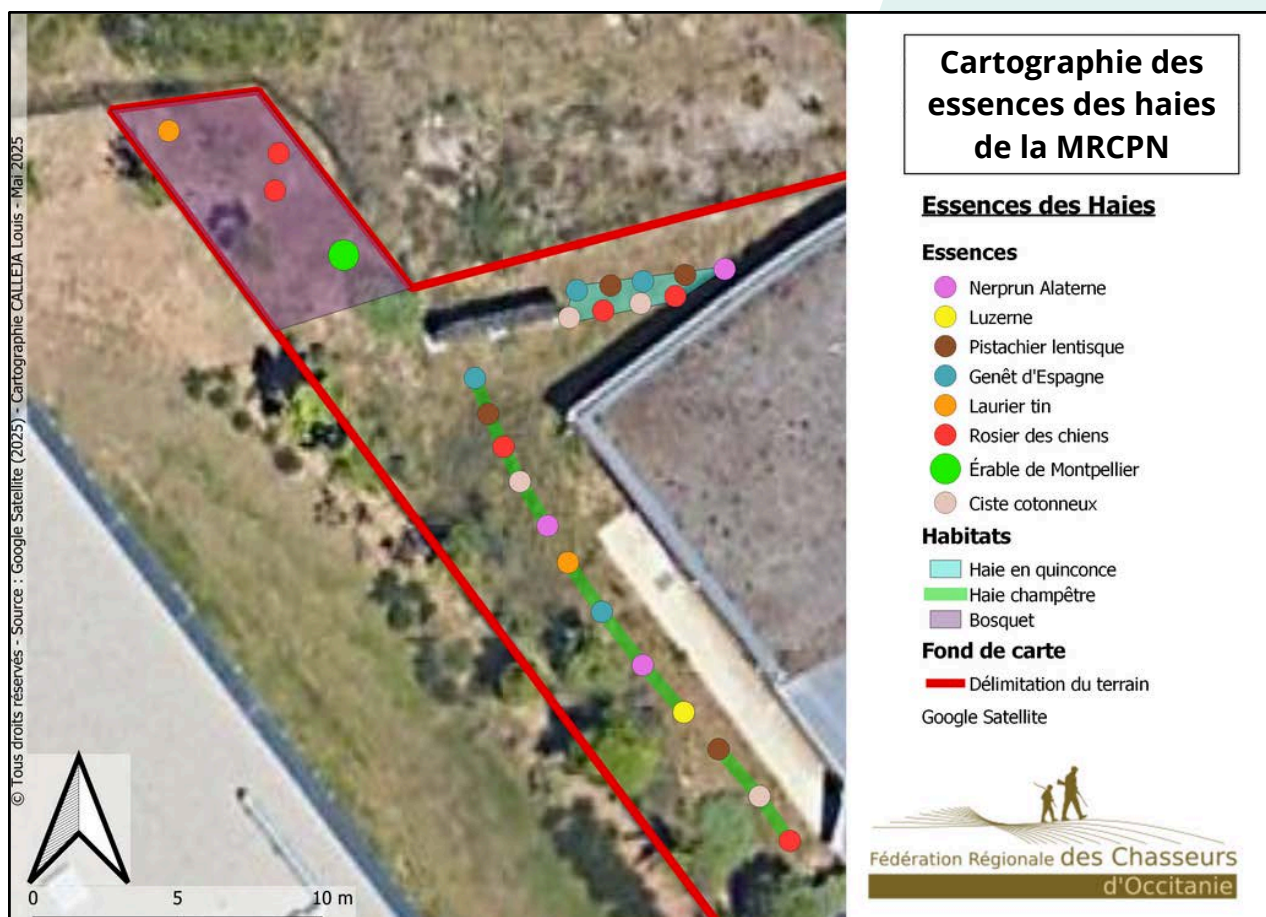 Cartographie des
essences des haies
de la MRCPN
Essences des Haies
Essences
Nerprun Alaterne
Luzerne
Pistachier lentisque
Genêt d'Espagne
Laurier tin
Rosier des chiens
Érable de Montpellier
Ciste cotonneux
Habitats
Haie en quinconce
Haie champêtre
Bosquet
Fond de carte
Délimitation du terrain
Google Satellite
Fédération Régionale des Chasseurs
d'Occitanie
© Tous droits réservés - Source : Google Satellite (2025) - Cartographie CALLEJA Louis - Mai 2025
0 5 10 m